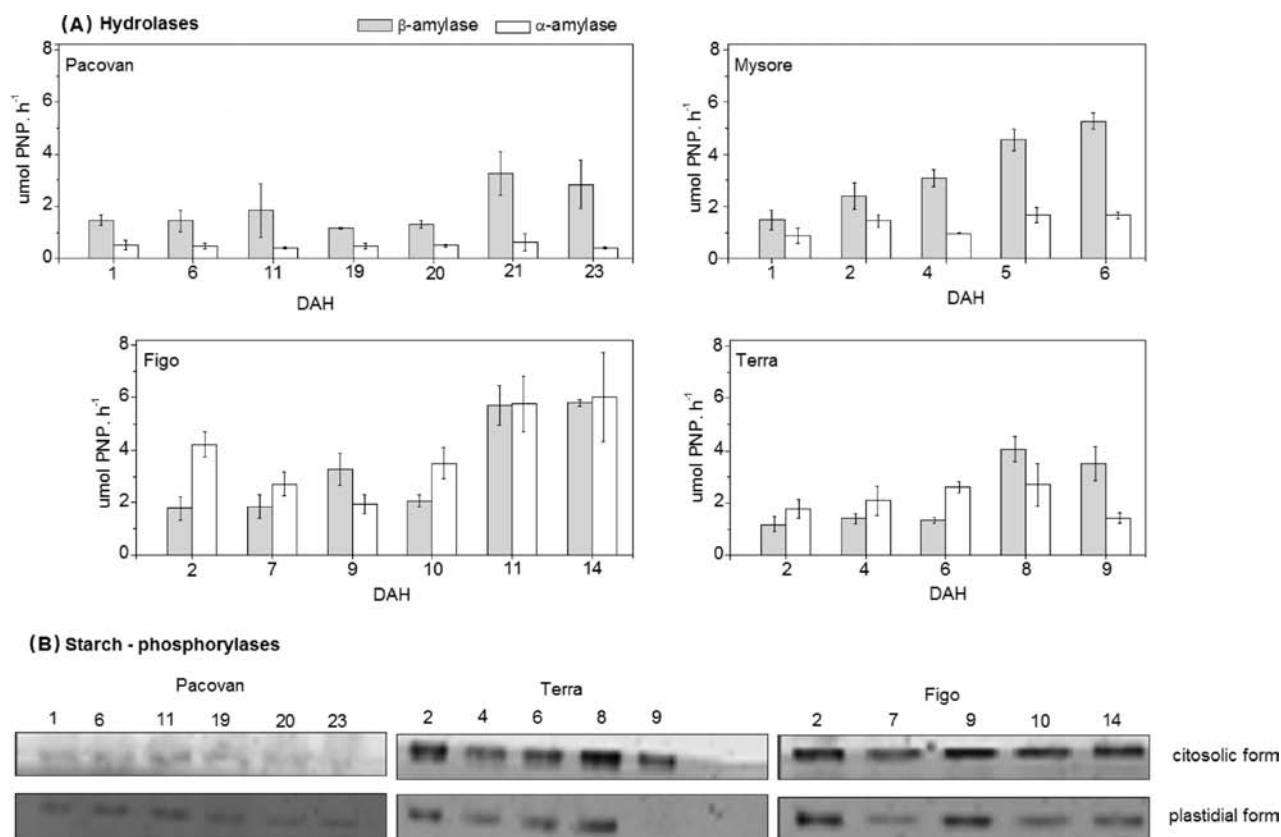 (A) Hydrolases
β-amylase α-amylase
Pacovan
umol PNP. h⁻¹
8
6
4
2
0
1 6 11 19 20 21 23
DAH
Mysore
umol PNP. h⁻¹
8
6
4
2
0
1 2 4 5 6
DAH
Figo
umol PNP. h⁻¹
8
6
4
2
0
2 7 9 10 11 14
DAH
Terra
umol PNP. h⁻¹
8
6
4
2
0
2 4 6 8 9
DAH
(B) Starch - phosphorylases
Pacovan Terra Figo
1 6 11 19 20 23 2 4 6 8 9 2 7 9 10 14
citosolic form
plastidial form